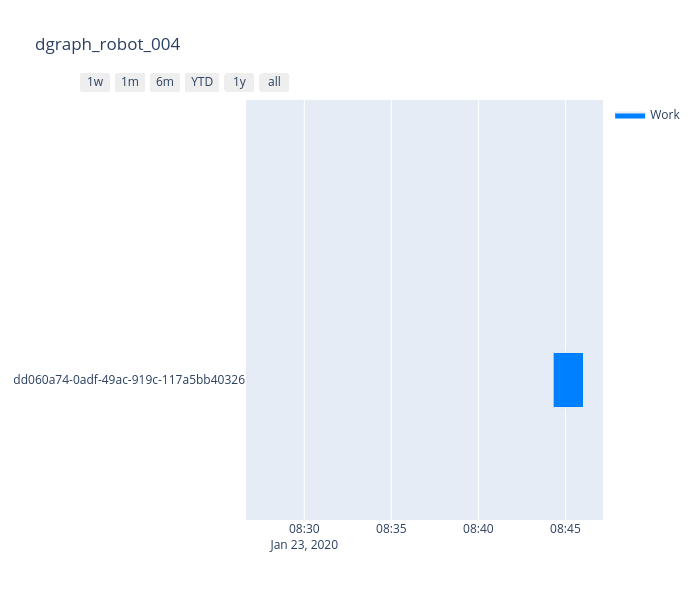 dgraph_robot_004
1w 1m 6m YTD 1y all
Work
dd060a74-0adf-49ac-919c-117a5bb40326
08:30 08:35 08:40 08:45
Jan 23, 2020